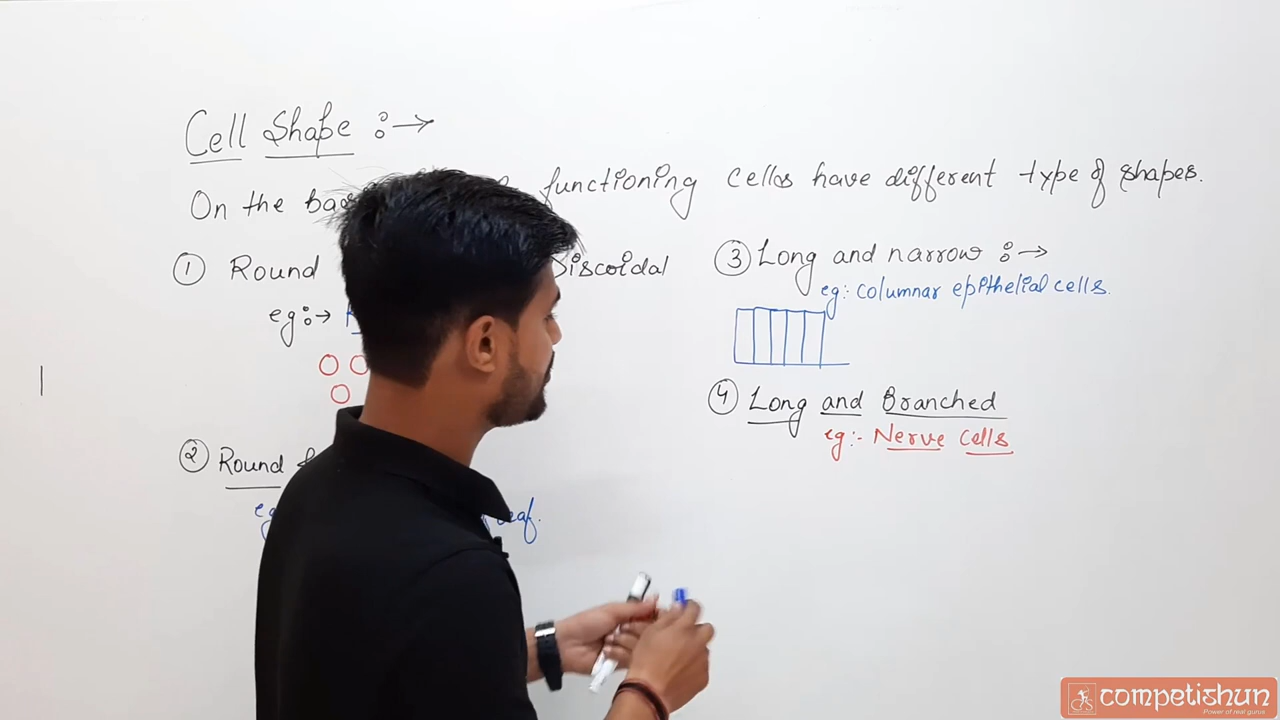 Cell Shape :→
On the functioning cells have different type of shapes.
① Round Discoidal
eg:→
② Round
eg leaf.
③ Long and narrow :→
eg: columnar epithelial cells.
④ Long and Branched
eg:- Nerve cells
competishun
Power of real gurus